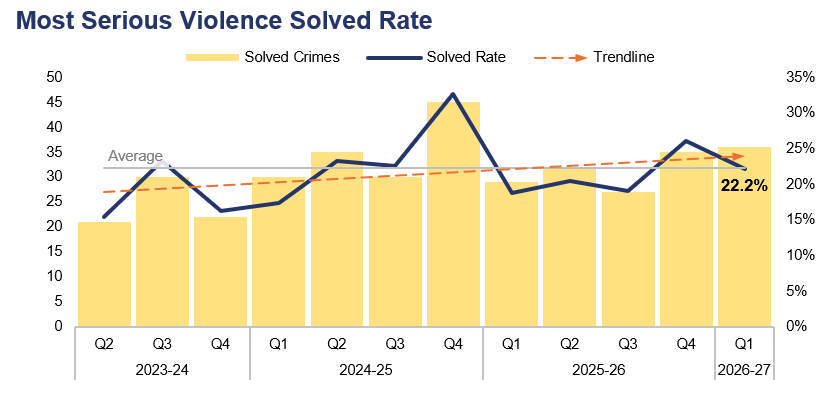 Most Serious Violence Solved Rate
Solved Crimes Solved Rate Trendline
50 35%
45 30%
40 25%
35 20%
30 15%
25 10%
20 5%
15 0%
10
5
0
Average
22.2%
Q2 Q3 Q4 Q1 Q2 Q3 Q4 Q1 Q2 Q3 Q4 Q1
2023-24 2024-25 2025-26 2026-27